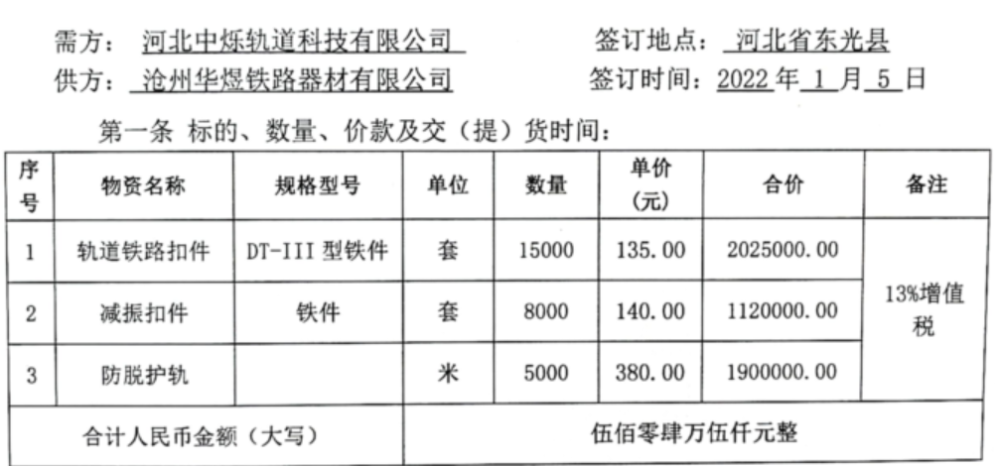 需方： 河北中烁轨道科技有限公司 签订地点： 河北省东光县
供方： 沧州华煜铁路器材有限公司 签订时间：2022 年 1 月 5 日
第一条 标的、数量、价款及交（提）货时间：
序号 物资名称 规格型号 单位 数量 单价(元) 合价 备注
1 轨道铁路扣件 DT-III 型铁件 套 15000 135.00 2025000.00 13%增值税
2 减振扣件 铁件 套 8000 140.00 1120000.00
3 防脱护轨 米 5000 380.00 1900000.00
合计人民币金额（大写） 伍佰零肆万伍仟元整